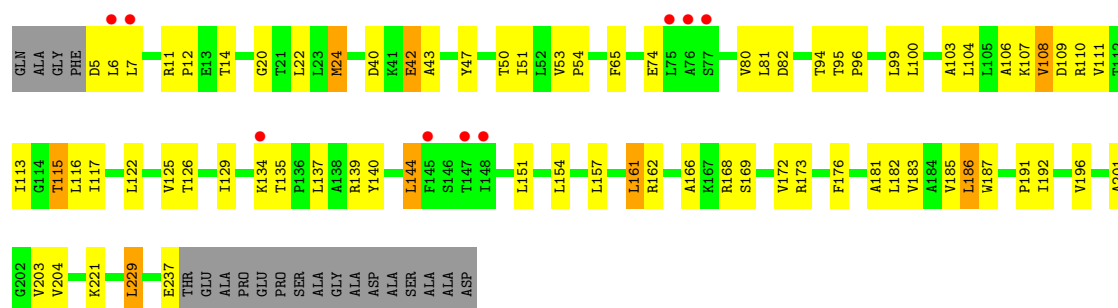 GLN ALA GLY PHE D5 L6 L7 R11 P12 E13 T14 G20 T21 L22 L23 M24 D40 K41 E42 A43 Y47 T50 I51 L52 V53 P54 F65 E74 L75 A76 S77 V80 L81 D82 T94 T95 P96 L99 L100 A103 L104 L105 A106 K107 V108 D109 R110 V111 T112
I113 G114 T115 L116 I117 L122 V125 T126 I129 K134 T135 P136 L137 A138 R139 Y140 L144 F145 S146 T147 I148 L151 L154 L157 L161 R162 A166 K167 R168 S169 V172 R173 F176 A181 L182 V183 A184 V185 L186 W187 P191 I192 V196 A201
G202 V203 V204 K221 L229 E237 THR GLU ALA PRO GLU PRO SER ALA GLY ALA ASP ALA SER ALA ALA ASP